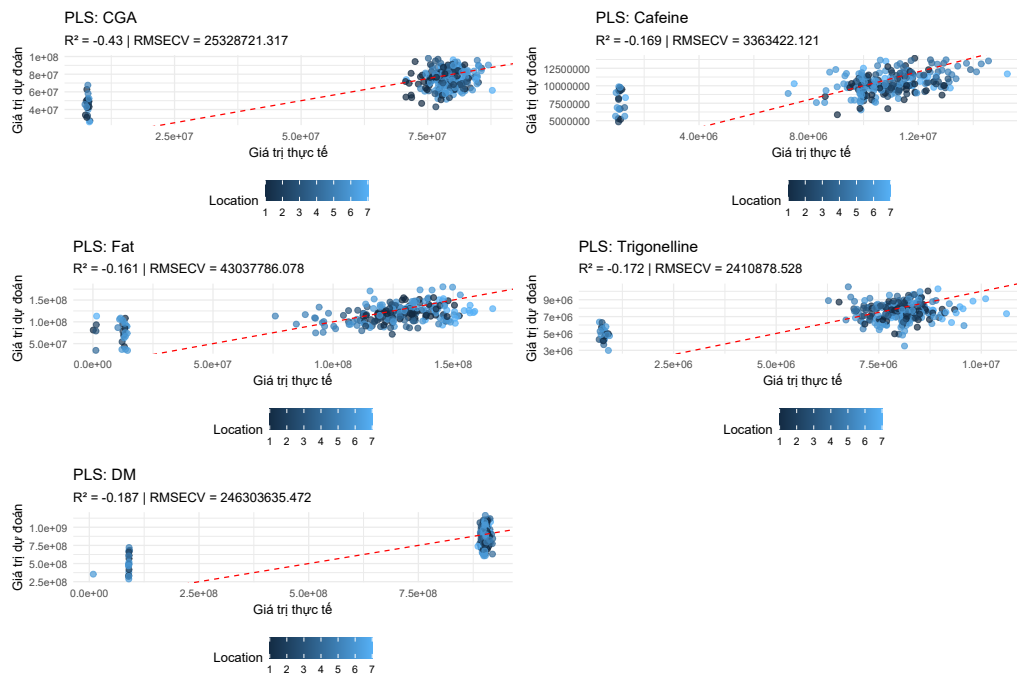 PLS: CGA
R² = -0.43 | RMSECV = 25328721.317
Giá trị dự đoán
1e+08
8e+07
6e+07
4e+07
2.5e+07 5.0e+07 7.5e+07
Giá trị thực tế
Location
1 2 3 4 5 6 7
PLS: Cafeine
R² = -0.169 | RMSECV = 3363422.121
Giá trị dự đoán
12500000
10000000
7500000
5000000
4.0e+06 8.0e+06 1.2e+07
Giá trị thực tế
Location
1 2 3 4 5 6 7
PLS: Fat
R² = -0.161 | RMSECV = 43037786.078
Giá trị dự đoán
1.5e+08
1.0e+08
5.0e+07
0.0e+00 5.0e+07 1.0e+08 1.5e+08
Giá trị thực tế
Location
1 2 3 4 5 6 7
PLS: Trigonelline
R² = -0.172 | RMSECV = 2410878.528
Giá trị dự đoán
9e+06
7e+06
5e+06
3e+06
2.5e+06 5.0e+06 7.5e+06 1.0e+07
Giá trị thực tế
Location
1 2 3 4 5 6 7
PLS: DM
R² = -0.187 | RMSECV = 246303635.472
Giá trị dự đoán
1.0e+09
7.5e+08
5.0e+08
2.5e+08
0.0e+00 2.5e+08 5.0e+08 7.5e+08
Giá trị thực tế
Location
1 2 3 4 5 6 7